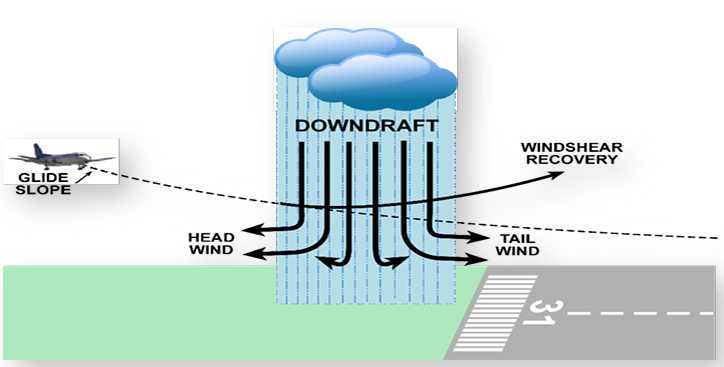 DOWNDRAFT
WINDSHEAR
RECOVERY
GLIDE
SLOPE
HEAD
WIND
TAIL
WIND
31